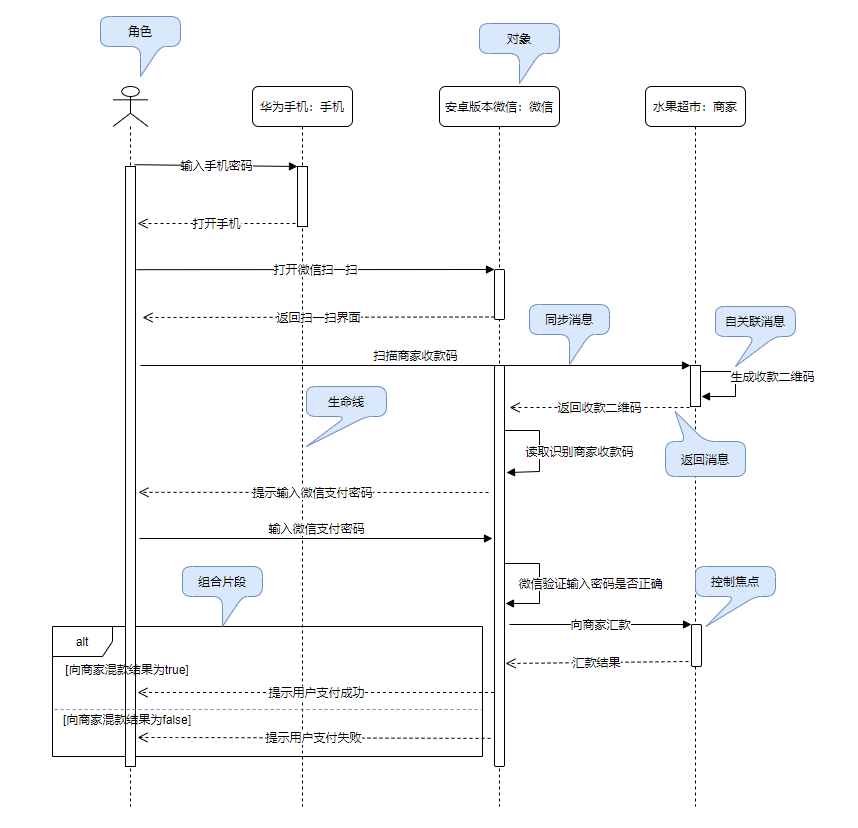 角色
对象
华为手机：手机
安卓版本微信：微信
水果超市：商家
输入手机密码
打开手机
打开微信扫一扫
返回扫一扫界面
同步消息
自关联消息
扫描商家收款码
生成收款二维码
生命线
返回收款二维码
读取识别商家收款码
返回消息
提示输入微信支付密码
输入微信支付密码
组合片段
微信验证输入密码是否正确
控制焦点
向商家汇款
alt
汇款结果
[向商家混款结果为true]
提示用户支付成功
[向商家混款结果为false]
提示用户支付失败